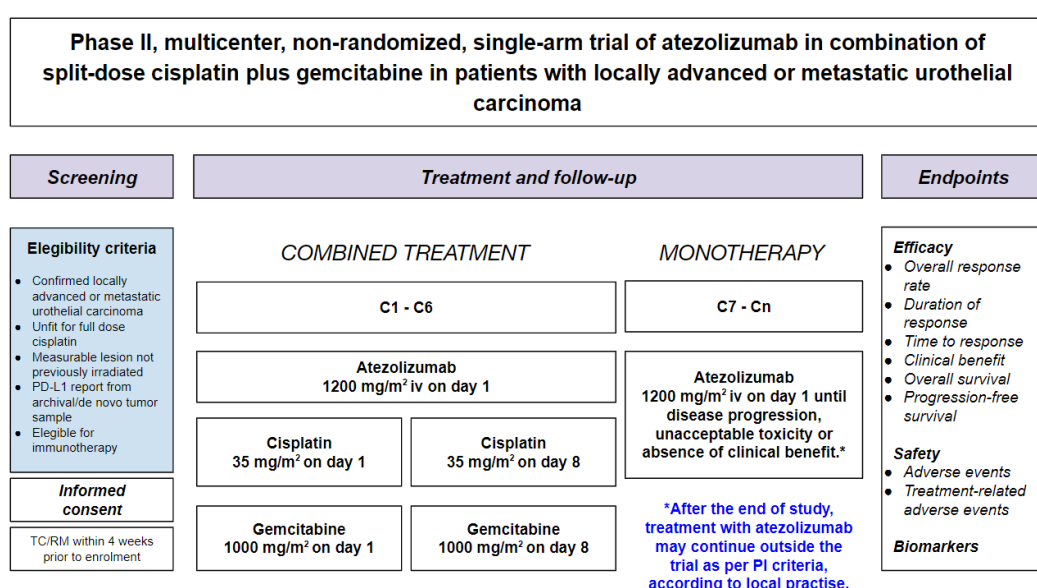 Phase II, multicenter, non-randomized, single-arm trial of atezolizumab in combination of
split-dose cisplatin plus gemcitabine in patients with locally advanced or metastatic urothelial
carcinoma
Screening
Treatment and follow-up
Endpoints
Elegibility criteria
● Confirmed locally
advanced or metastatic
urothelial carcinoma
● Unfit for full dose
cisplatin
● Measurable lesion not
previously irradiated
● PD-L1 report from
archival/de novo tumor
sample
● Elegible for
immunotherapy
Informed
consent
TC/RM within 4 weeks
prior to enrolment
COMBINED TREATMENT
C1 - C6
Atezolizumab
1200 mg/m² iv on day 1
Cisplatin
35 mg/m² on day 1
Cisplatin
35 mg/m² on day 8
Gemcitabine
1000 mg/m² on day 1
Gemcitabine
1000 mg/m² on day 8
MONOTHERAPY
C7 - Cn
Atezolizumab
1200 mg/m² iv on day 1 until
disease progression,
unacceptable toxicity or
absence of clinical benefit.*
*After the end of study,
treatment with atezolizumab
may continue outside the
trial as per PI criteria,
according to local practise.
Efficacy
● Overall response
rate
● Duration of
response
● Time to response
● Clinical benefit
● Overall survival
● Progression-free
survival
Safety
● Adverse events
● Treatment-related
adverse events
Biomarkers